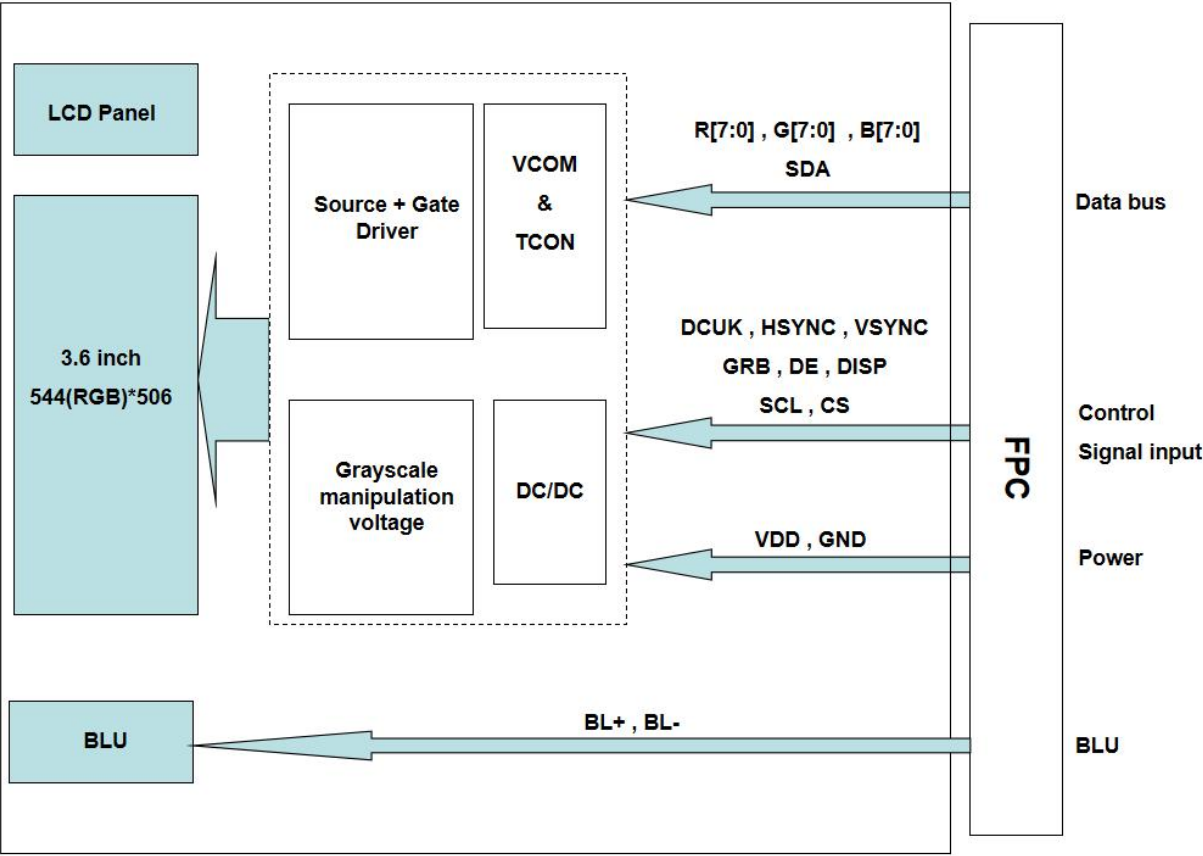 LCD Panel
3.6 inch
544(RGB)*506
BLU
Source + Gate
Driver
VCOM
&
TCON
Grayscale
manipulation
voltage
DC/DC
R[7:0] , G[7:0] , B[7:0]
SDA
DCUK , HSYNC , VSYNC
GRB , DE , DISP
SCL , CS
VDD , GND
BL+ , BL-
FPC
Data bus
Control
Signal input
Power
BLU